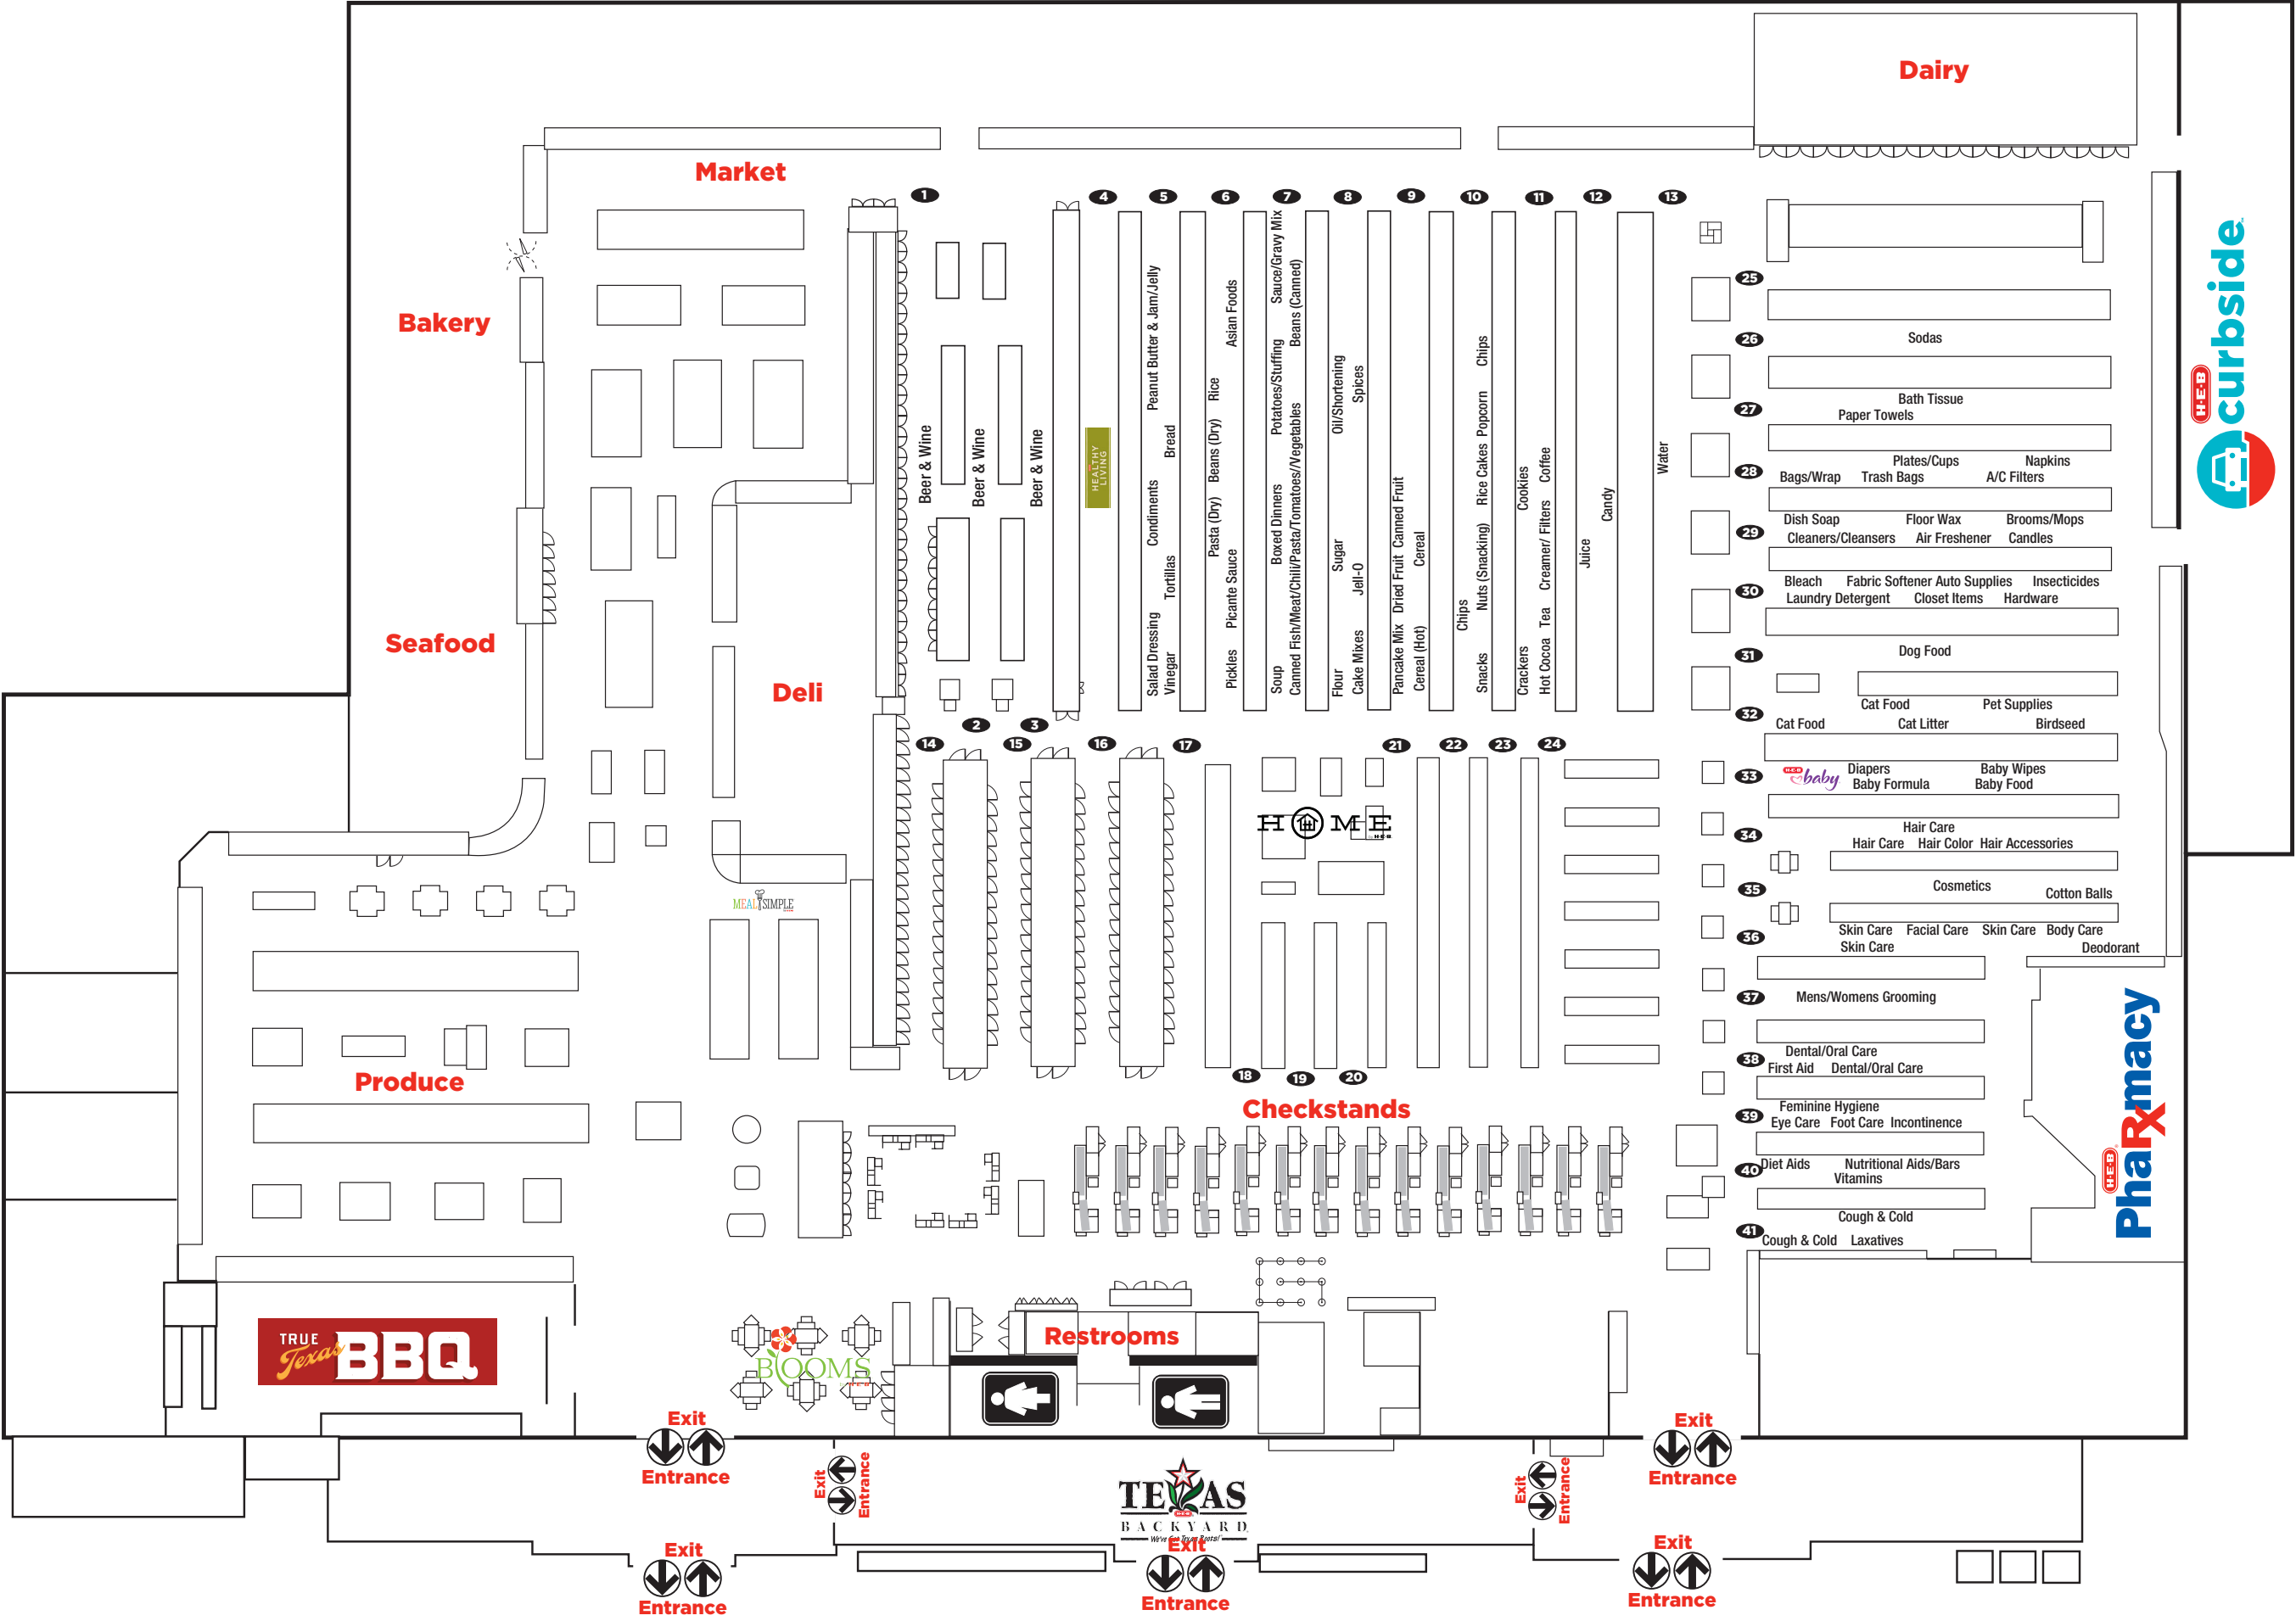 Dairy
Market
Bakery
Seafood
Deli
Produce
Checkstands
Restrooms
1
2
3
4
5
6
7
8
9
10
11
12
13
14
15
16
17
18
19
20
21
22
23
24
Beer & Wine
Beer & Wine
Beer & Wine
HEALTHY
LIVING
Salad Dressing Condiments Peanut Butter & Jam/Jelly
Vinegar Tortillas Bread
Pasta (Dry) Beans (Dry) Rice
Pickles Picante Sauce Asian Foods
Soup Boxed Dinners Potatoes/Stuffing Sauce/Gravy Mix
Canned Fish/Meat/Chili/Pasta/Tomatoes//Vegetables Beans (Canned)
Flour Sugar Oil/Shortening
Cake Mixes Jell-O Spices
Pancake Mix Dried Fruit Canned Fruit
Cereal (Hot) Cereal
Chips
Snacks Nuts (Snacking) Rice Cakes Popcorn Chips
Crackers Cookies
Hot Cocoa Tea Creamer/ Filters Coffee
Juice
Candy
Water
25
26
Sodas
27
Bath Tissue
Paper Towels
28
Plates/Cups Napkins
Bags/Wrap Trash Bags A/C Filters
29
Dish Soap Floor Wax Brooms/Mops
Cleaners/Cleansers Air Freshener Candles
30
Bleach Fabric Softener Auto Supplies Insecticides
Laundry Detergent Closet Items Hardware
31
Dog Food
32
Cat Food Pet Supplies
Cat Food Cat Litter Birdseed
33
H-E-B baby
Diapers Baby Wipes
Baby Formula Baby Food
34
Hair Care
Hair Care Hair Color Hair Accessories
35
Cosmetics
Cotton Balls
36
Skin Care Facial Care Skin Care Body Care
Skin Care Deodorant
37
Mens/Womens Grooming
38
Dental/Oral Care
First Aid Dental/Oral Care
39
Feminine Hygiene
Eye Care Foot Care Incontinence
40
Diet Aids Nutritional Aids/Bars
Vitamins
41
Cough & Cold
Cough & Cold Laxatives
H-E-B curbside
H-E-B PhaRxmacy
HOME
H-E-B
MEAL SIMPLE
TRUE
Texas
BBQ
BLOOMS
H-E-B
TEXAS
BACKYARD
We've Got Texas Roots!
Exit
Entrance
Exit
Entrance
Exit
Entrance
Exit
Entrance
Exit
Entrance
Exit
Entrance
Exit
Entrance